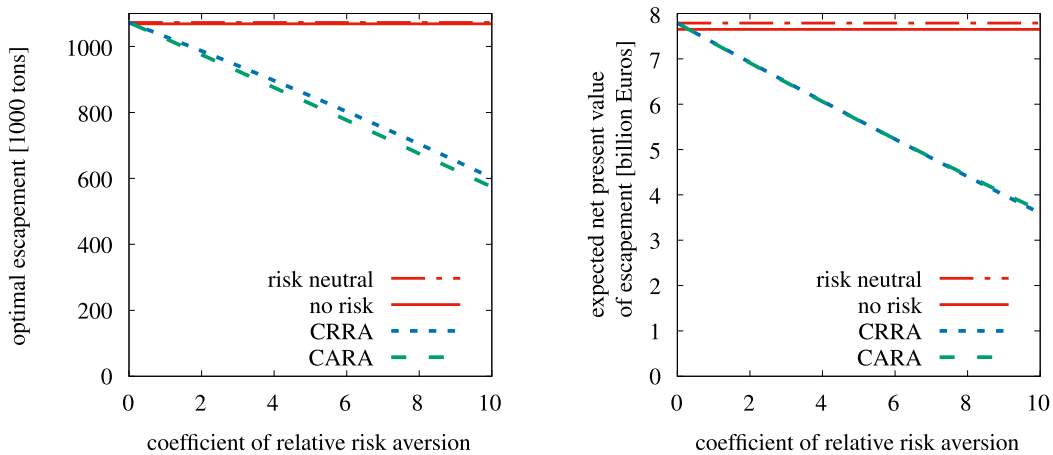 optimal escapement [1000 tons]
1000
800
600
400
200
0
risk neutral
no risk
CRRA
CARA
0 2 4 6 8 10
coefficient of relative risk aversion
expected net present value
of escapement [billion Euros]
8
7
6
5
4
3
2
1
0
risk neutral
no risk
CRRA
CARA
0 2 4 6 8 10
coefficient of relative risk aversion